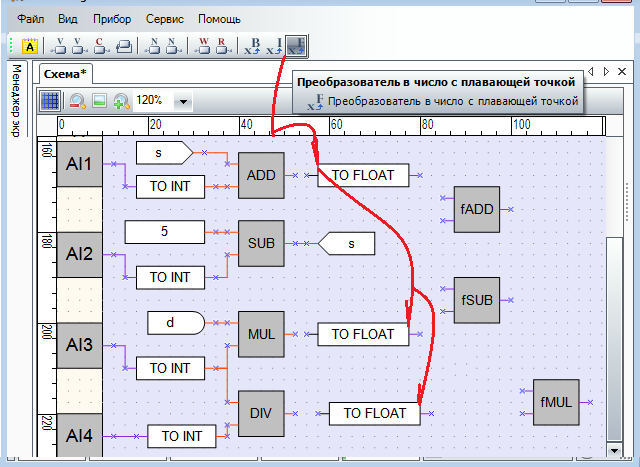 Файл Вид Прибор Сервис Помощь
A V V C N N W R B I F
Преобразователь в число с плавающей точкой
Преобразователь в число с плавающей точкой
Менеджер экр
Схема*
120%
0 20 40 60 80 100
160
AI1 s ADD TO FLOAT
TO INT fADD
180
AI2 5 SUB s
TO INT fSUB
200
AI3 d MUL TO FLOAT
TO INT
fMUL
220
AI4 TO INT DIV TO FLOAT